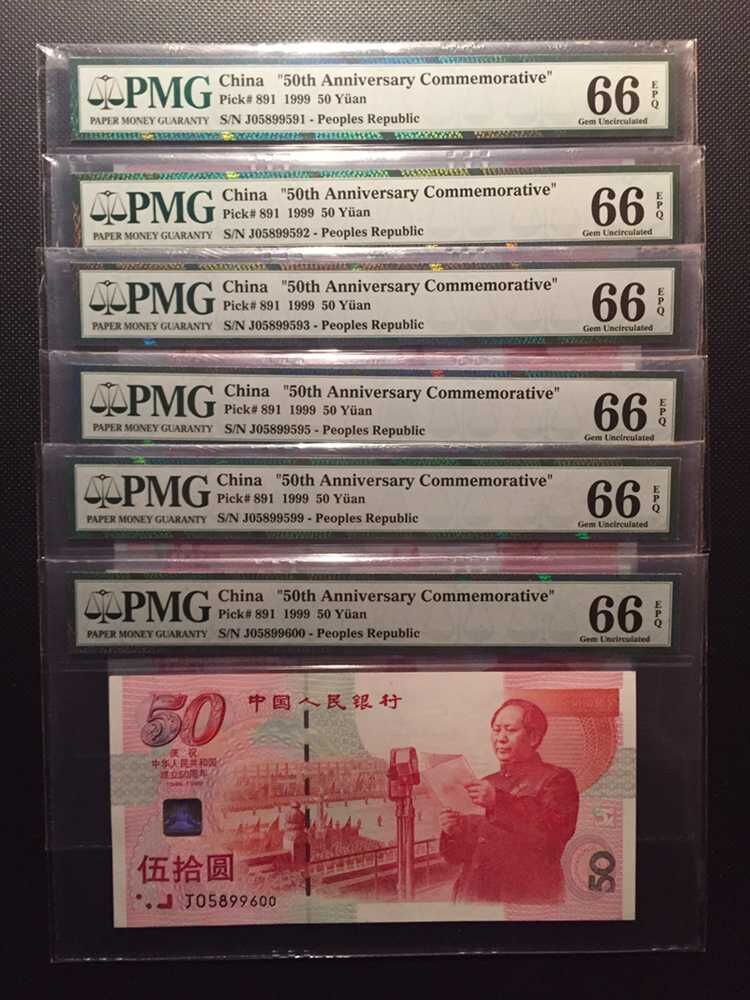 PMG
PAPER MONEY GUARANTY
China "50th Anniversary Commemorative"
Pick# 891 1999 50 Yüan
S/N J05899591 - Peoples Republic
66
EPQ
Gem Uncirculated
PMG
PAPER MONEY GUARANTY
China "50th Anniversary Commemorative"
Pick# 891 1999 50 Yüan
S/N J05899592 - Peoples Republic
66
EPQ
Gem Uncirculated
PMG
PAPER MONEY GUARANTY
China "50th Anniversary Commemorative"
Pick# 891 1999 50 Yüan
S/N J05899593 - Peoples Republic
66
EPQ
Gem Uncirculated
PMG
PAPER MONEY GUARANTY
China "50th Anniversary Commemorative"
Pick# 891 1999 50 Yüan
S/N J05899595 - Peoples Republic
66
EPQ
Gem Uncirculated
PMG
PAPER MONEY GUARANTY
China "50th Anniversary Commemorative"
Pick# 891 1999 50 Yüan
S/N J05899599 - Peoples Republic
66
EPQ
Gem Uncirculated
PMG
PAPER MONEY GUARANTY
China "50th Anniversary Commemorative"
Pick# 891 1999 50 Yüan
S/N J05899600 - Peoples Republic
66
EPQ
Gem Uncirculated
50
中国人民银行
庆祝
中华人民共和国
成立50周年
1949-1999
伍拾圆
J05899600
50